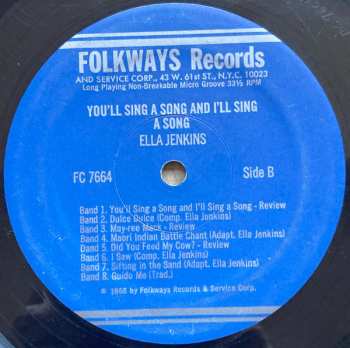 FOLKWAYS Records
AND SERVICE CORP., 43 W. 61st ST., N.Y.C. 10023
Long Playing Non-Breakable Micro Groove 33⅓ RPM
YOU'LL SING A SONG AND I'LL SING
A SONG
ELLA JENKINS
FC 7664 Side B
Band 1. You'll Sing a Song and I'll Sing a Song - Review
Band 2. Dulce Dulce (Comp. Ella Jenkins)
Band 3. May-ree Mack - Review
Band 4. Maori Indian Battle Chant (Adapt. Ella Jenkins)
Band 5. Did You Feed My Cow? - Review
Band 6. I Saw (Comp. Ella Jenkins)
Band 7. Sifting in the Sand (Adapt. Ella Jenkins)
Band 8. Guido Me (Trad.)
© 1966 by Folkways Records & Service Corp.